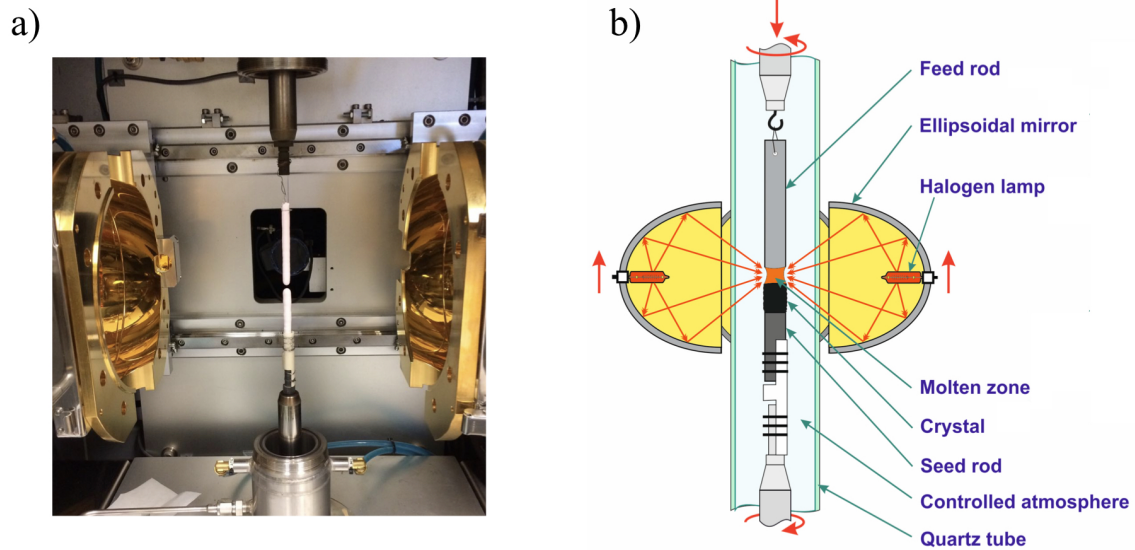 a)
b)
Feed rod
Ellipsoidal mirror
Halogen lamp
Molten zone
Crystal
Seed rod
Controlled atmosphere
Quartz tube